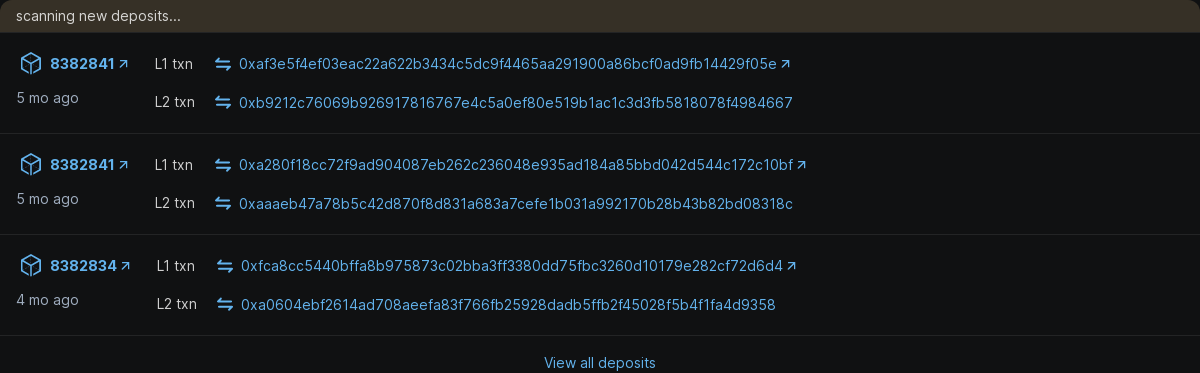 scanning new deposits...
8382841 L1 txn 0xaf3e5f4ef03eac22a622b3434c5dc9f4465aa291900a86bcf0ad9fb14429f05e
5 mo ago L2 txn 0xb9212c76069b926917816767e4c5a0ef80e519b1ac1c3d3fb5818078f4984667
8382841 L1 txn 0xa280f18cc72f9ad904087eb262c236048e935ad184a85bbd042d544c172c10bf
5 mo ago L2 txn 0xaaaeb47a78b5c42d870f8d831a683a7cefe1b031a992170b28b43b82bd08318c
8382834 L1 txn 0xfca8cc5440bffa8b975873c02bba3ff3380dd75fbc3260d10179e282cf72d6d4
4 mo ago L2 txn 0xa0604ebf2614ad708aeefa83f766fb25928dadb5ffb2f45028f5b4f1fa4d9358
View all deposits